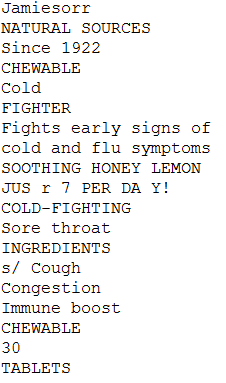 Jamiesorr
NATURAL SOURCES
Since 1922
CHEWABLE
Cold
FIGHTER
Fights early signs of
cold and flu symptoms
SOOTHING HONEY LEMON
JUS r 7 PER DA Y!
COLD-FIGHTING
Sore throat
INGREDIENTS
s/ Cough
Congestion
Immune boost
CHEWABLE
30
TABLETS